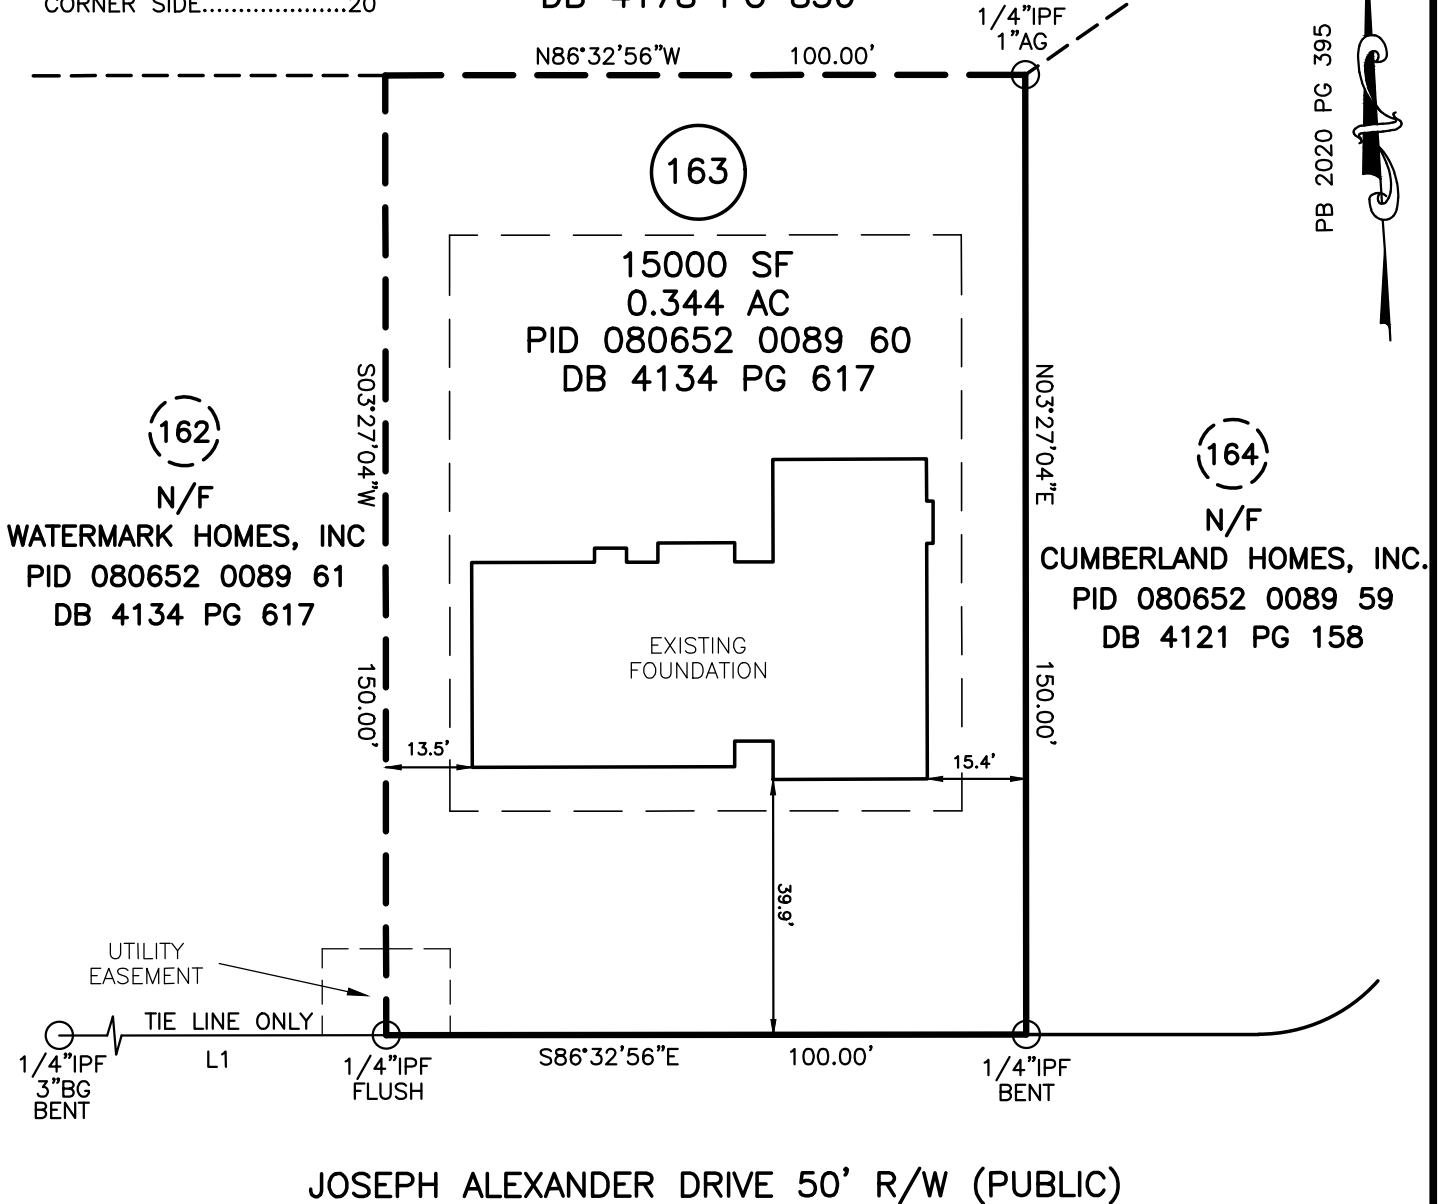 CORNER SIDE....................20'
DB 4178 PG 850
1/4"IPF
1"AG
N86°32'56"W 100.00'
PB 2020 PG 395
163
15000 SF
0.344 AC
PID 080652 0089 60
DB 4134 PG 617
S03°27'04"W
150.00'
N03°27'04"E
150.00'
162
N/F
WATERMARK HOMES, INC
PID 080652 0089 61
DB 4134 PG 617
164
N/F
CUMBERLAND HOMES, INC.
PID 080652 0089 59
DB 4121 PG 158
EXISTING
FOUNDATION
13.5'
15.4'
39.9'
UTILITY
EASEMENT
TIE LINE ONLY
L1
1/4"IPF
3"BG
BENT
1/4"IPF
FLUSH
S86°32'56"E 100.00'
1/4"IPF
BENT
JOSEPH ALEXANDER DRIVE 50' R/W (PUBLIC)